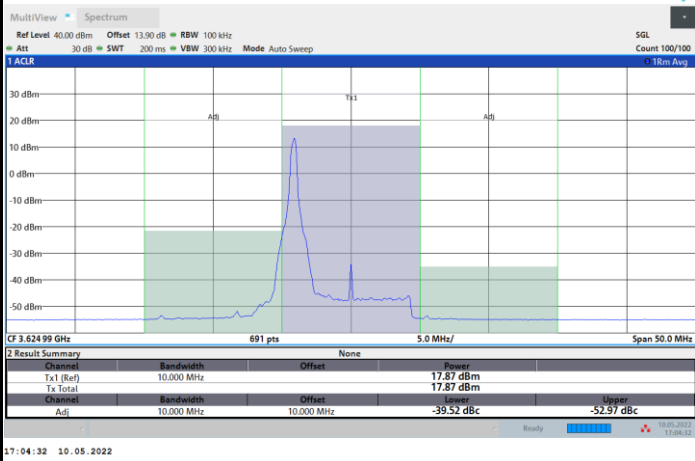 MultiView Spectrum
Ref Level 40.00 dBm Offset 13.90 dB RBW 100 kHz SGL
Att 30 dB SWT 200 ms VBW 300 kHz Mode Auto Sweep Count 100/100
1 ACLR 1Rm Avg
30 dBm
Tx1
20 dBm
Adj Adj
10 dBm
0 dBm
-10 dBm
-20 dBm
-30 dBm
-40 dBm
-50 dBm
CF 3.624 99 GHz 691 pts 5.0 MHz/ Span 50.0 MHz
2 Result Summary None
Channel Bandwidth Offset Power
Tx1 (Ref) 10.000 MHz 17.87 dBm
Tx Total 17.87 dBm
Channel Bandwidth Offset Lower Upper
Adj 10.000 MHz 10.000 MHz -39.52 dBc -52.97 dBc
Ready 10.05.2022
17:04:32
17:04:32 10.05.2022